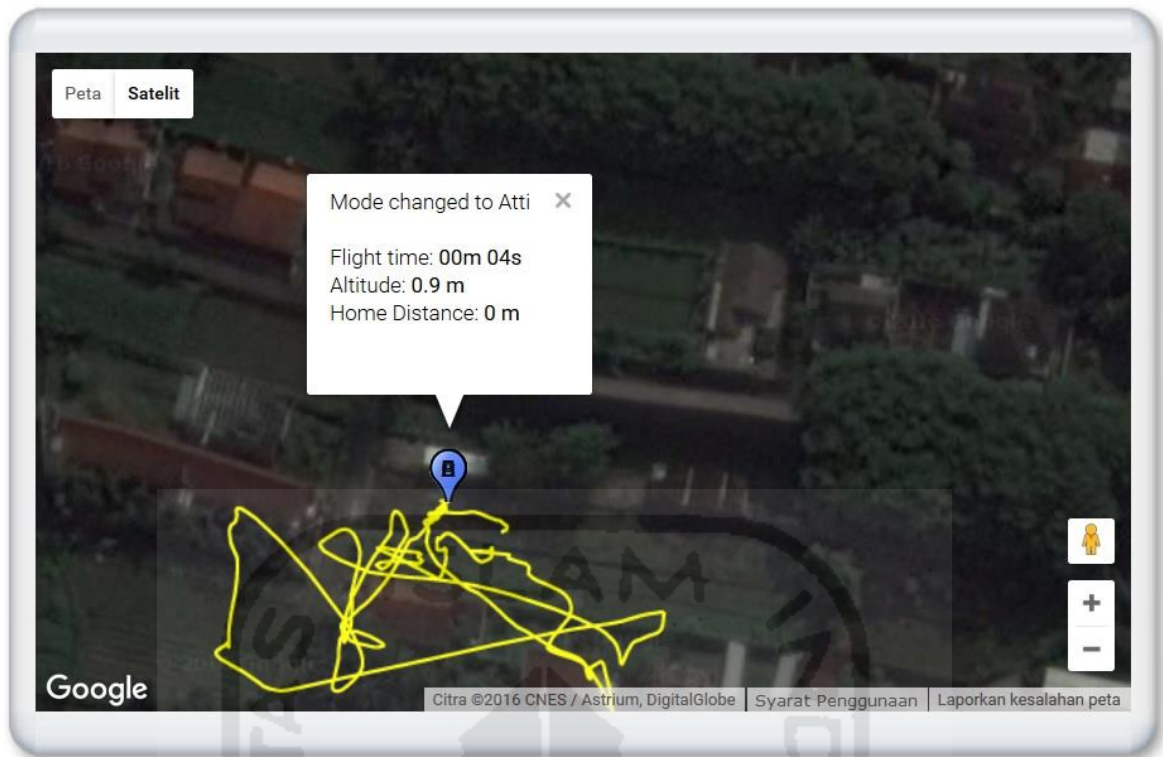 Peta Satelit
Mode changed to Atti ×
Flight time: 00m 04s
Altitude: 0.9 m
Home Distance: 0 m
+
−
Google
Citra ©2016 CNES / Astrium, DigitalGlobe
Syarat Penggunaan
Laporkan kesalahan peta